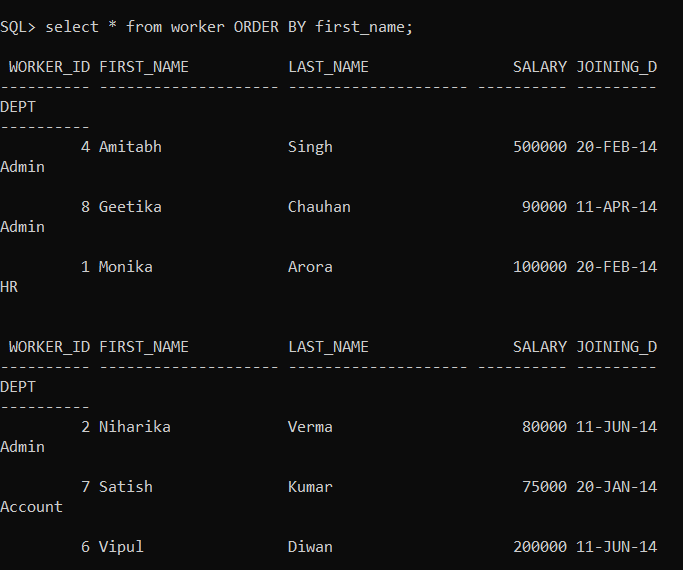 SQL> select * from worker ORDER BY first_name;
 WORKER_ID FIRST_NAME           LAST_NAME                SALARY JOINING_D
---------- -------------------- -------------------- ---------- ---------
DEPT
----------
         4 Amitabh              Singh                    500000 20-FEB-14
Admin
         8 Geetika              Chauhan                   90000 11-APR-14
Admin
         1 Monika               Arora                    100000 20-FEB-14
HR
 WORKER_ID FIRST_NAME           LAST_NAME                SALARY JOINING_D
---------- -------------------- -------------------- ---------- ---------
DEPT
----------
         2 Niharika             Verma                     80000 11-JUN-14
Admin
         7 Satish               Kumar                     75000 20-JAN-14
Account
         6 Vipul                Diwan                    200000 11-JUN-14